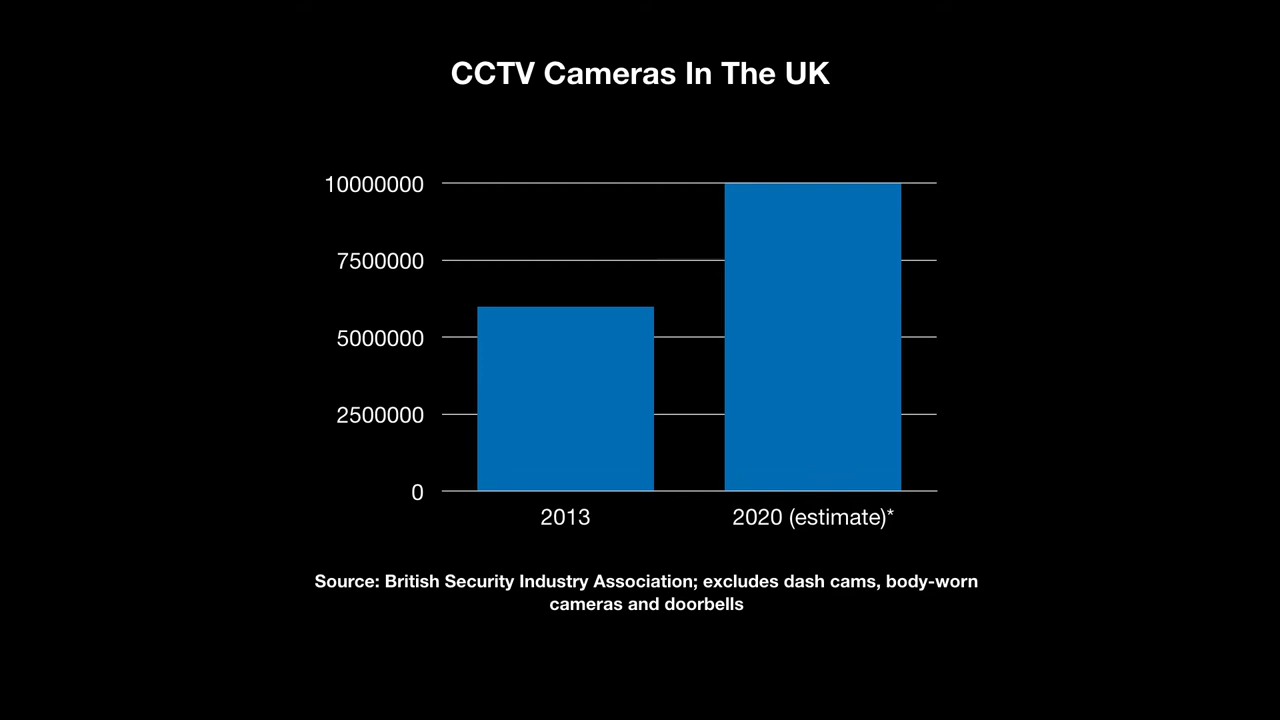 CCTV Cameras In The UK
10000000
7500000
5000000
2500000
0
2013
2020 (estimate)*
Source: British Security Industry Association; excludes dash cams, body-worn
cameras and doorbells